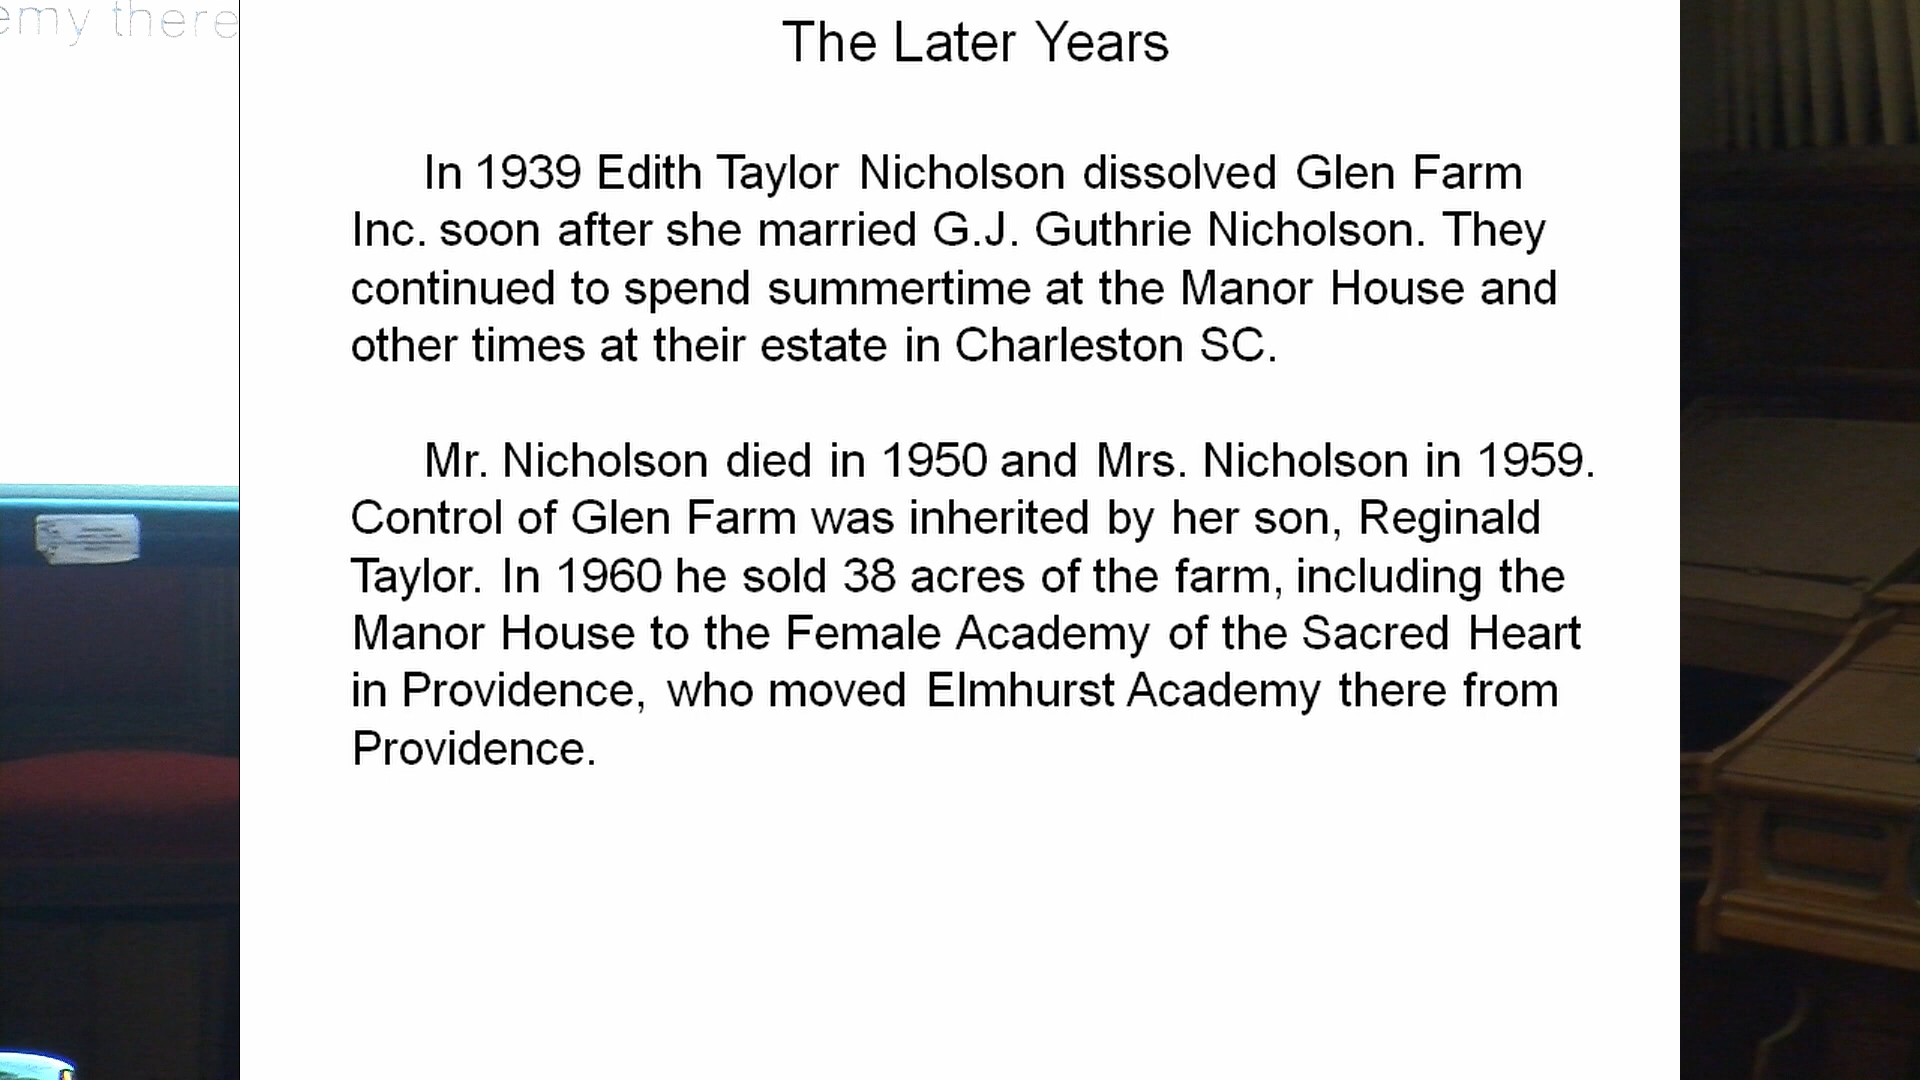 emy there
The Later Years
In 1939 Edith Taylor Nicholson dissolved Glen Farm
Inc. soon after she married G.J. Guthrie Nicholson. They
continued to spend summertime at the Manor House and
other times at their estate in Charleston SC.
Mr. Nicholson died in 1950 and Mrs. Nicholson in 1959.
Control of Glen Farm was inherited by her son, Reginald
Taylor. In 1960 he sold 38 acres of the farm, including the
Manor House to the Female Academy of the Sacred Heart
in Providence, who moved Elmhurst Academy there from
Providence.